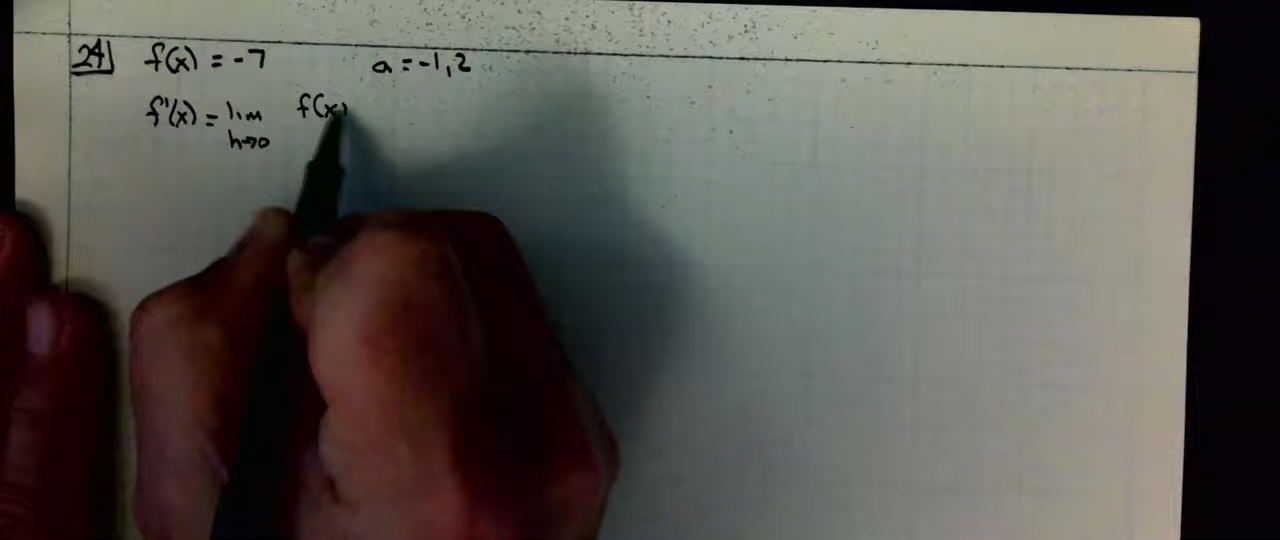 24 f(x) = -7 a = -1, 2
f'(x) = lim f(x)
h→0